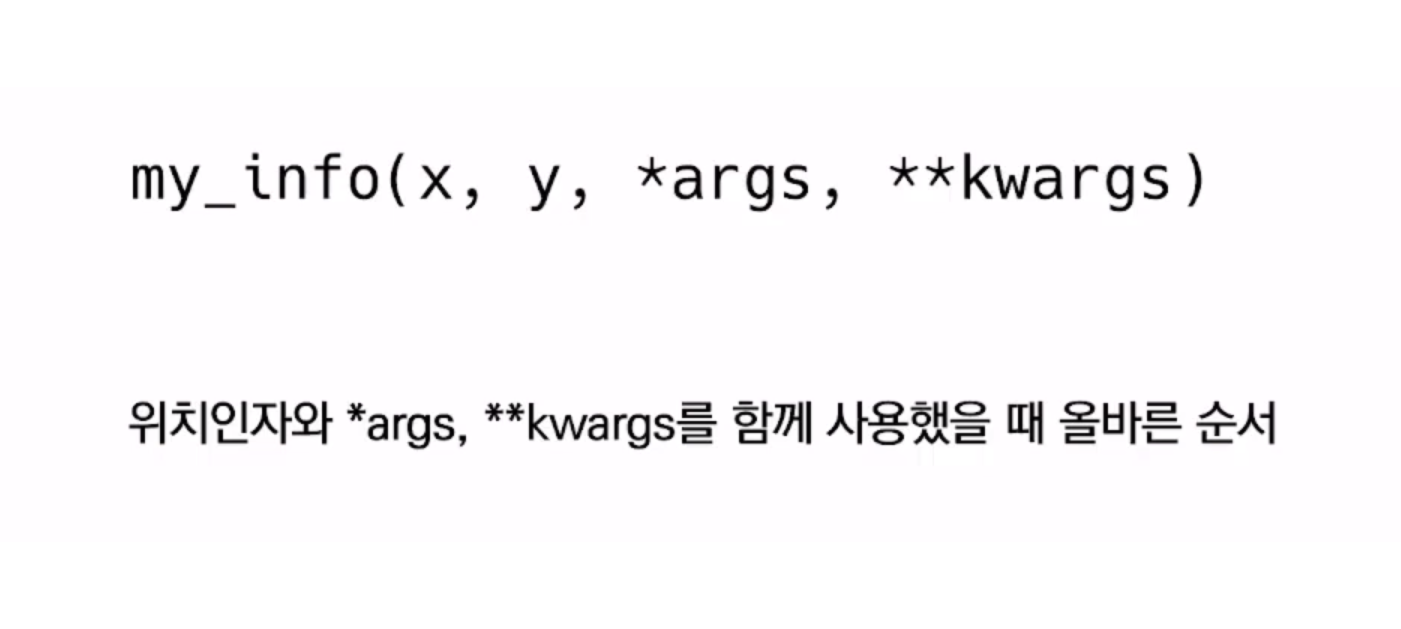 my_info(x, y, *args, **kwargs)
위치인자와 *args, **kwargs를 함께 사용했을 때 올바른 순서